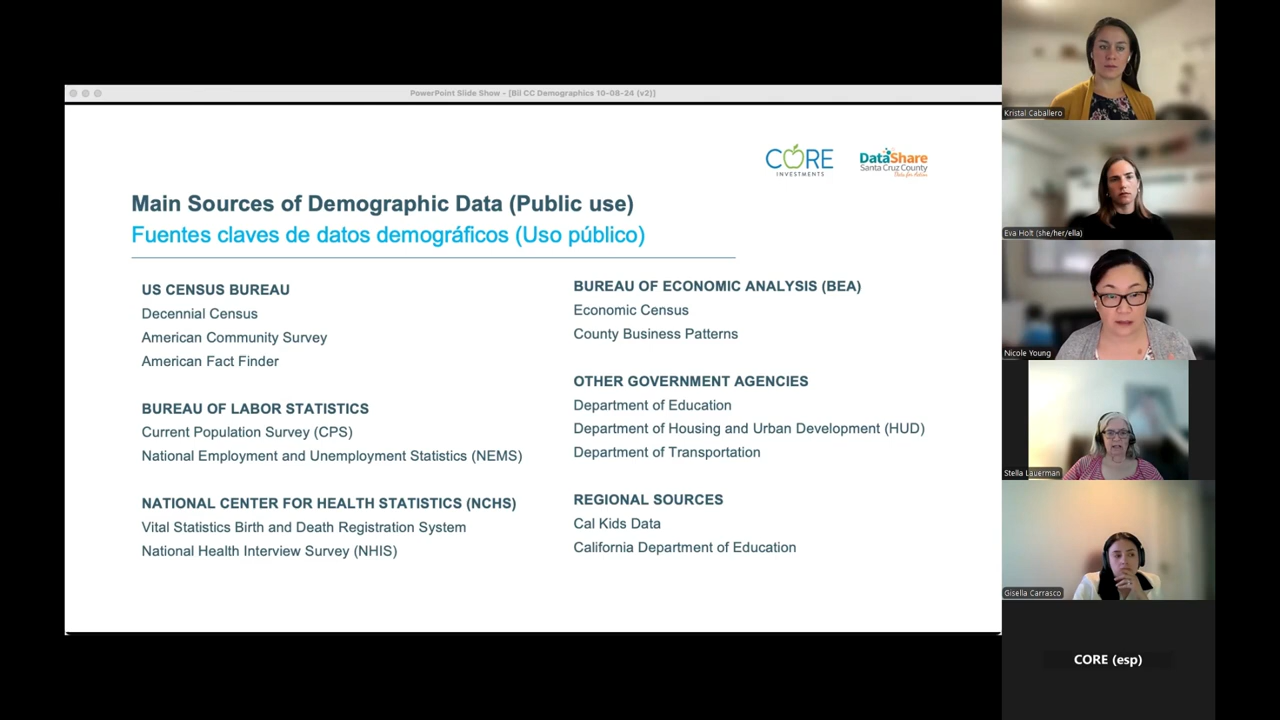 PowerPoint Slide Show - [Bil CC Demographics 10-08-24 (v2)]
CORE
INVESTMENTS
DataShare
Santa Cruz County
Data for Action
Main Sources of Demographic Data (Public use)
Fuentes claves de datos demográficos (Uso público)
US CENSUS BUREAU
Decennial Census
American Community Survey
American Fact Finder
BUREAU OF LABOR STATISTICS
Current Population Survey (CPS)
National Employment and Unemployment Statistics (NEMS)
NATIONAL CENTER FOR HEALTH STATISTICS (NCHS)
Vital Statistics Birth and Death Registration System
National Health Interview Survey (NHIS)
BUREAU OF ECONOMIC ANALYSIS (BEA)
Economic Census
County Business Patterns
OTHER GOVERNMENT AGENCIES
Department of Education
Department of Housing and Urban Development (HUD)
Department of Transportation
REGIONAL SOURCES
Cal Kids Data
California Department of Education
Kristal Caballero
Eva Holt (she/her/ella)
Nicole Young
Stella Lauerman
Gisella Carrasco
CORE (esp)